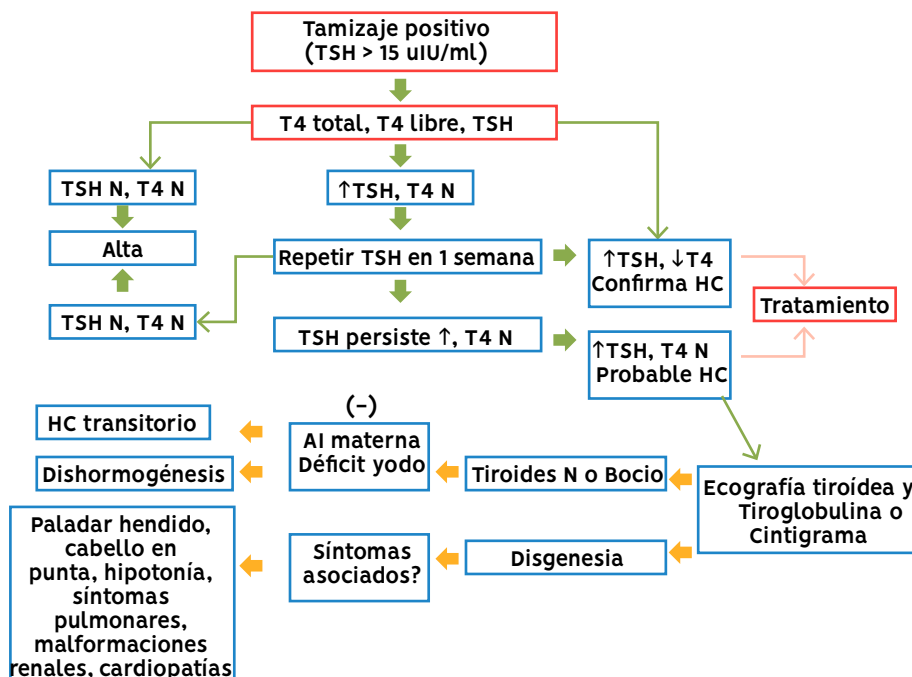 Tamizaje positivo
(TSH > 15 uIU/ml)
T4 total, T4 libre, TSH
TSH N, T4 N
↑TSH, T4 N
Alta
Repetir TSH en 1 semana
↑TSH, ↓T4
Confirma HC
Tratamiento
TSH N, T4 N
TSH persiste ↑, T4 N
↑TSH, T4 N
Probable HC
(-)
HC transitorio
AI materna
Déficit yodo
Dishormogénesis
Tiroides N o Bocio
Ecografía tiroídea y
Tiroglobulina o
Cintigrama
Paladar hendido,
cabello en
punta, hipotonía,
síntomas
pulmonares,
malformaciones
renales, cardiopatías
Síntomas
asociados?
Disgenesia